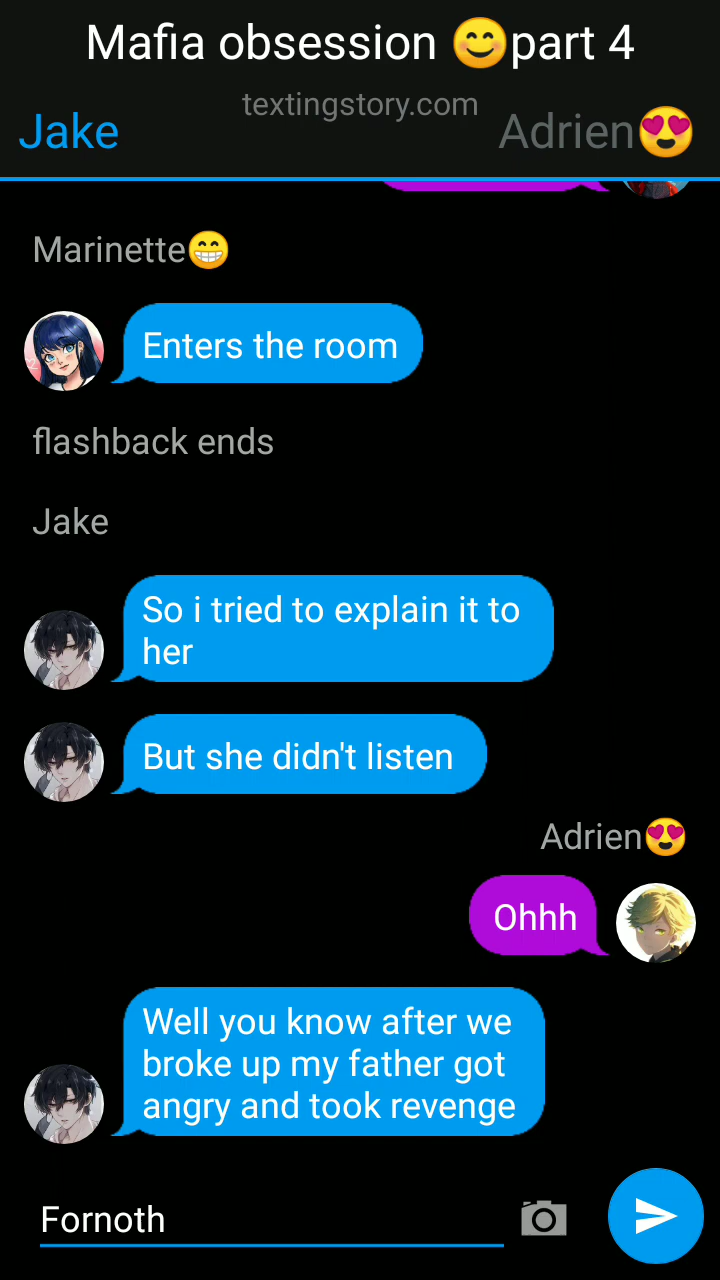 Mafia obsession 😊part 4
textingstory.com
Jake
Adrien😍
Marinette😁
Enters the room
flashback ends
Jake
So i tried to explain it to
her
But she didn't listen
Adrien😍
Ohhh
Well you know after we
broke up my father got
angry and took revenge
Fornoth